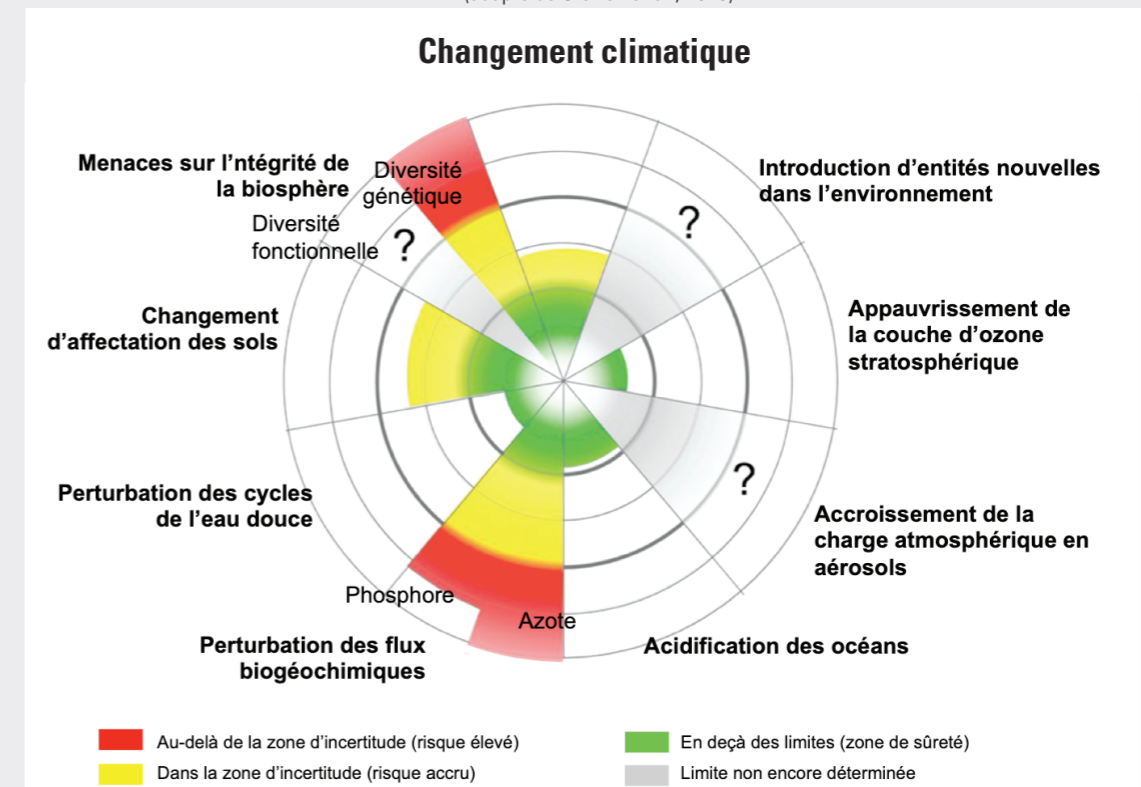 Changement climatique
Menaces sur l'ntégrité de
la biosphère
Diversité
génétique
Diversité
fonctionnelle
?
?
Introduction d'entités nouvelles
dans l'environnement
Changement
d'affectation des sols
Appauvrissement de
la couche d'ozone
stratosphérique
Perturbation des cycles
de l'eau douce
?
Accroissement de la
charge atmosphérique en
aérosols
Phosphore
Azote
Perturbation des flux
biogéochimiques
Acidification des océans
Au-delà de la zone d'incertitude (risque élevé)
Dans la zone d'incertitude (risque accru)
En deçà des limites (zone de sûreté)
Limite non encore déterminée